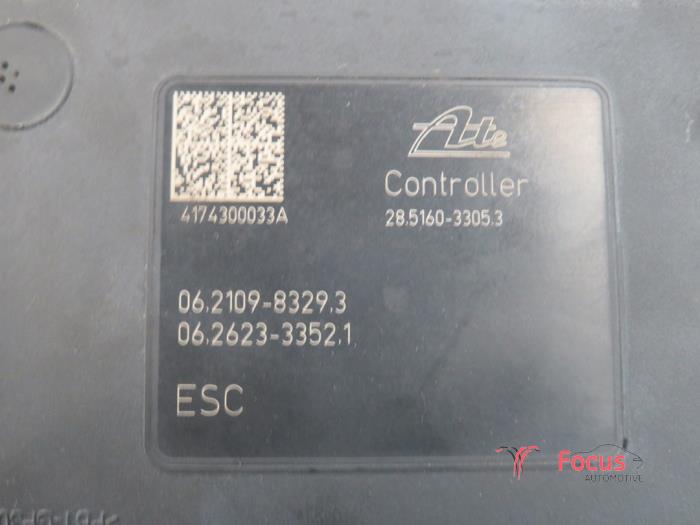 Ate
Controller
4174300033A
28.5160-3305.3
06.2109-8329.3
06.2623-3352.1
ESC
Focus
AUTOMOTIVE